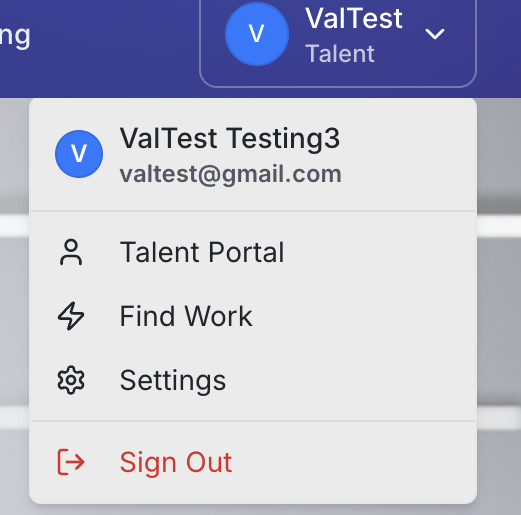 ng
V
ValTest
Talent
V
ValTest Testing3
valtest@gmail.com
Talent Portal
Find Work
Settings
Sign Out